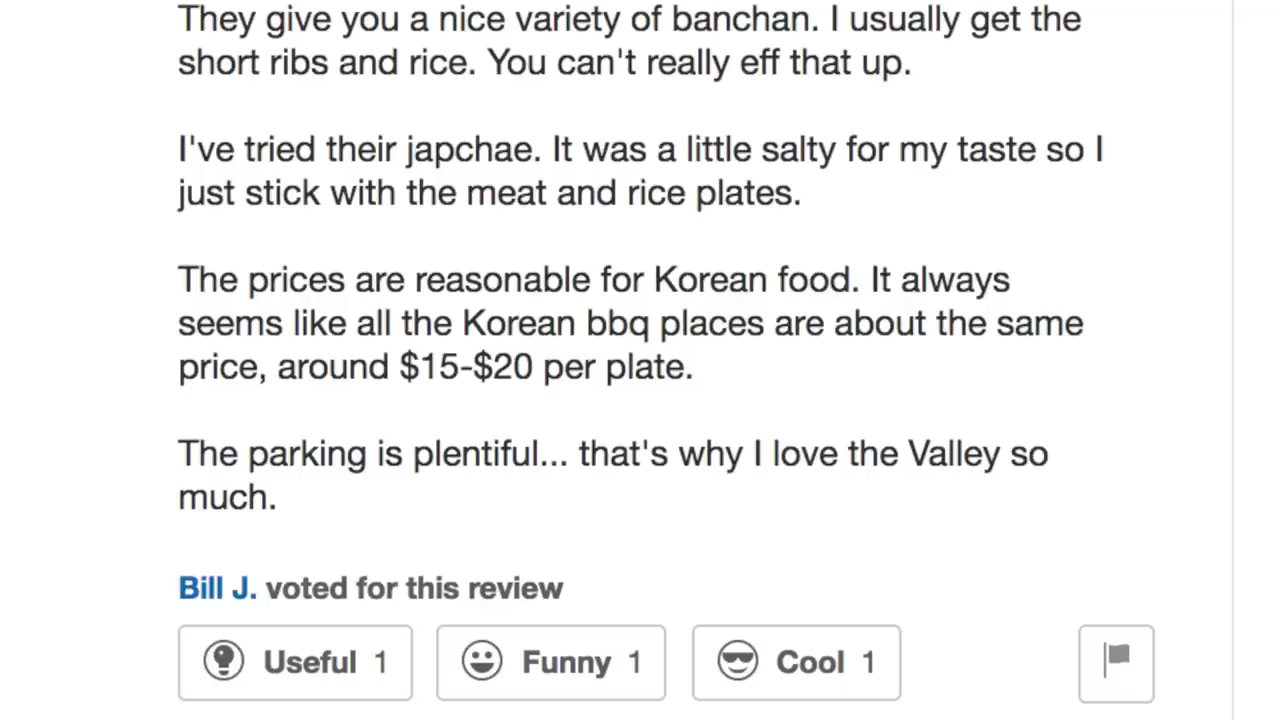 They give you a nice variety of banchan. I usually get the
short ribs and rice. You can't really eff that up.
I've tried their japchae. It was a little salty for my taste so I
just stick with the meat and rice plates.
The prices are reasonable for Korean food. It always
seems like all the Korean bbq places are about the same
price, around $15-$20 per plate.
The parking is plentiful... that's why I love the Valley so
much.
Bill J. voted for this review
Useful 1 Funny 1 Cool 1